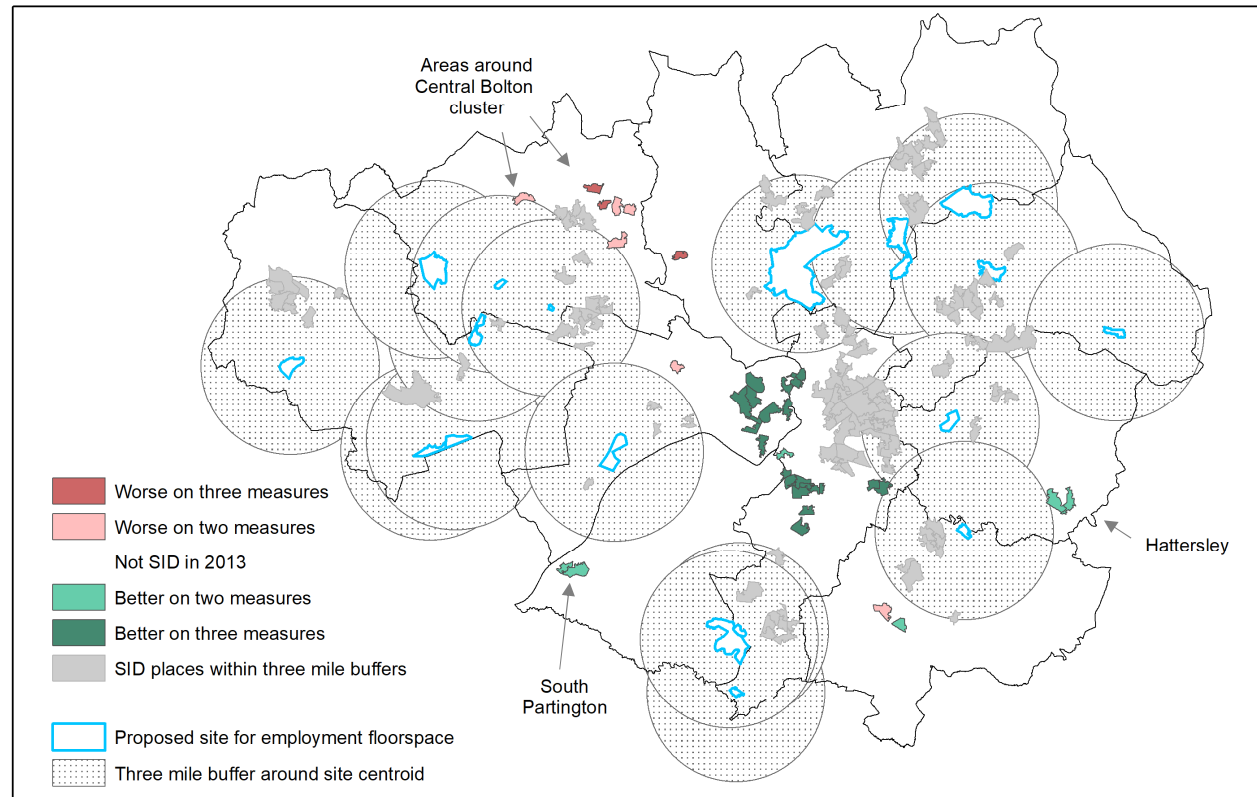 Areas around
Central Bolton
cluster
Worse on three measures
Worse on two measures
Not SID in 2013
Better on two measures
Better on three measures
SID places within three mile buffers
Proposed site for employment floorspace
Three mile buffer around site centroid
Hattersley
South
Partington